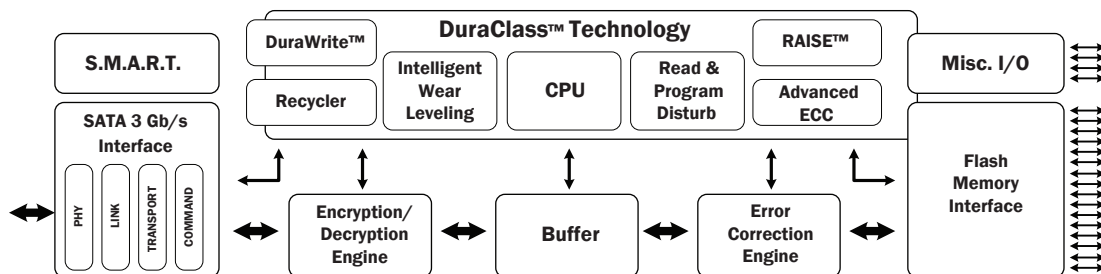 DuraClass™ Technology
DuraWrite™
Recycler
Intelligent
Wear
Leveling
CPU
Read &
Program
Disturb
RAISE™
Advanced
ECC
S.M.A.R.T.
SATA 3 Gb/s
Interface
PHY
LINK
TRANSPORT
COMMAND
Encryption/
Decryption
Engine
Buffer
Error
Correction
Engine
Misc. I/O
Flash
Memory
Interface